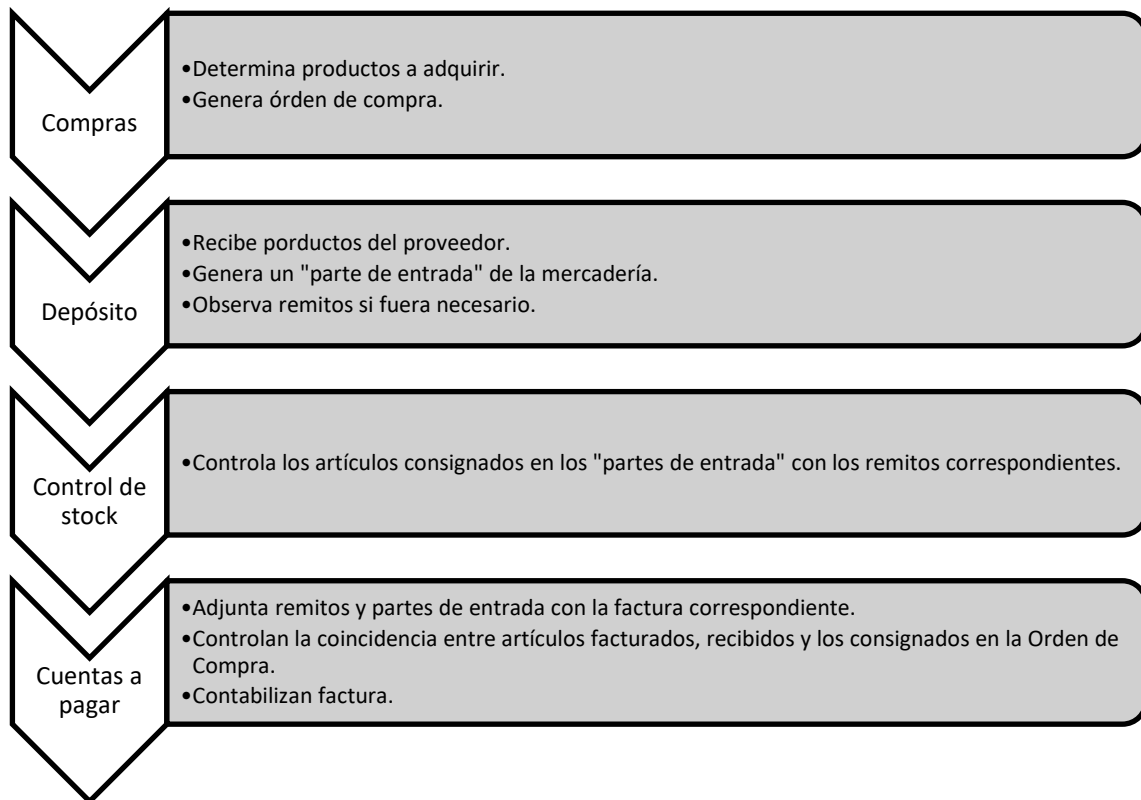 Compras
•Determina productos a adquirir.
•Genera órden de compra.
Depósito
•Recibe porductos del proveedor.
•Genera un "parte de entrada" de la mercadería.
•Observa remitos si fuera necesario.
Control de
stock
•Controla los artículos consignados en los "partes de entrada" con los remitos correspondientes.
Cuentas a
pagar
•Adjunta remitos y partes de entrada con la factura correspondiente.
•Controlan la coincidencia entre artículos facturados, recibidos y los consignados en la Orden de
Compra.
•Contabilizan factura.